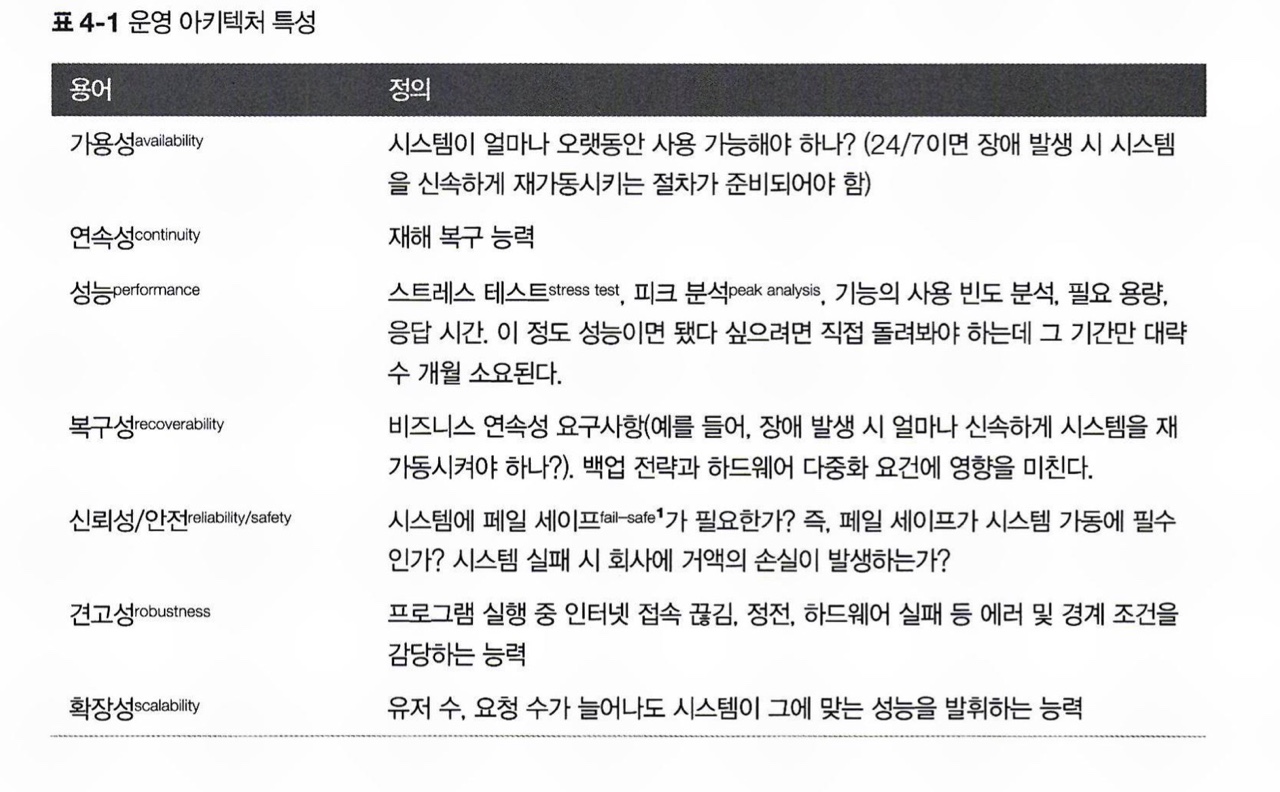 표 4-1 운영 아키텍처 특성
용어 정의
가용성availability 시스템이 얼마나 오랫동안 사용 가능해야 하나? (24/7이면 장애 발생 시 시스템
을 신속하게 재가동시키는 절차가 준비되어야 함)
연속성continuity 재해 복구 능력
성능performance 스트레스 테스트stress test, 피크 분석peak analysis, 기능의 사용 빈도 분석, 필요 용량,
응답 시간. 이 정도 성능이면 됐다 싶으려면 직접 돌려봐야 하는데 그 기간만 대략
수 개월 소요된다.
복구성recoverability 비즈니스 연속성 요구사항(예를 들어, 장애 발생 시 얼마나 신속하게 시스템을 재
가동시켜야 하나?). 백업 전략과 하드웨어 다중화 요건에 영향을 미친다.
신뢰성/안전reliability/safety 시스템에 페일 세이프fail-safe1가 필요한가? 즉, 페일 세이프가 시스템 가동에 필수
인가? 시스템 실패 시 회사에 거액의 손실이 발생하는가?
견고성robustness 프로그램 실행 중 인터넷 접속 끊김, 정전, 하드웨어 실패 등 에러 및 경계 조건을
감당하는 능력
확장성scalability 유저 수, 요청 수가 늘어나도 시스템이 그에 맞는 성능을 발휘하는 능력